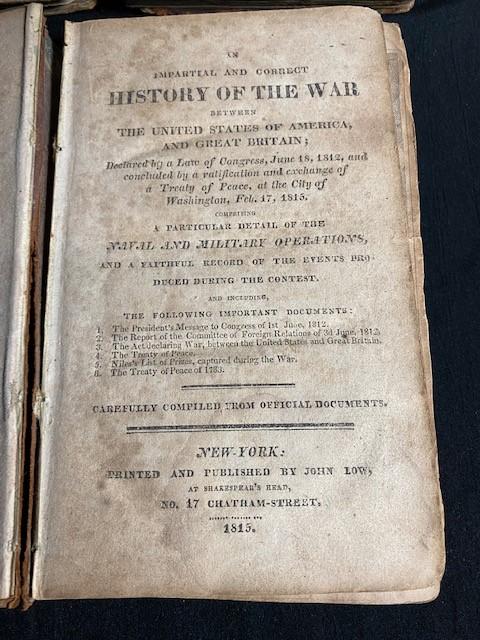 AN
IMPARTIAL AND CORRECT
HISTORY OF THE WAR
BETWEEN
THE UNITED STATES OF AMERICA,
AND GREAT BRITAIN;
Declared by a Law of Congress, June 18, 1812, and
concluded by a ratification and exchange of
a Treaty of Peace, at the City of
Washington, Feb. 17, 1815.
COMPRISING
A PARTICULAR DETAIL OF THE
NAVAL AND MILITARY OPERATIONS,
AND A FAITHFUL RECORD OF THE EVENTS PRO-
DUCED DURING THE CONTEST.
AND INCLUDING,
THE FOLLOWING IMPORTANT DOCUMENTS:
1. The President's Message to Congress of 1st June, 1812.
2. The Report of the Committee of Foreign Relations of 3d June, 1812.
3. The Act declaring War, between the United States and Great Britain.
4. The Treaty of Peace.
5. Niles's List of Prizes, captured during the War.
6. The Treaty of Peace of 1783.
CAREFULLY COMPILED FROM OFFICIAL DOCUMENTS.
NEW-YORK:
PRINTED AND PUBLISHED BY JOHN LOW,
AT SHAKESPEAR'S HEAD,
NO. 17 CHATHAM-STREET.
1815.